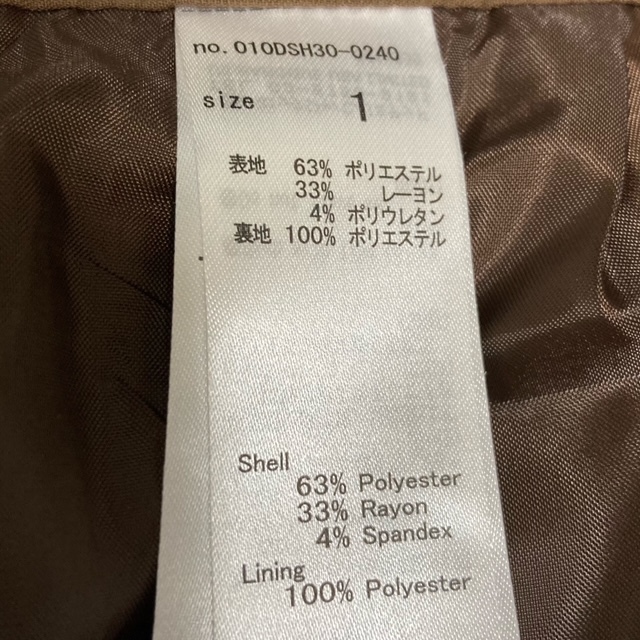 no.010DSH30-0240
size 1
表地 63% ポリエステル
33% レーヨン
4% ポリウレタン
裏地 100% ポリエステル
Shell
63% Polyester
33% Rayon
4% Spandex
Lining
100% Polyester